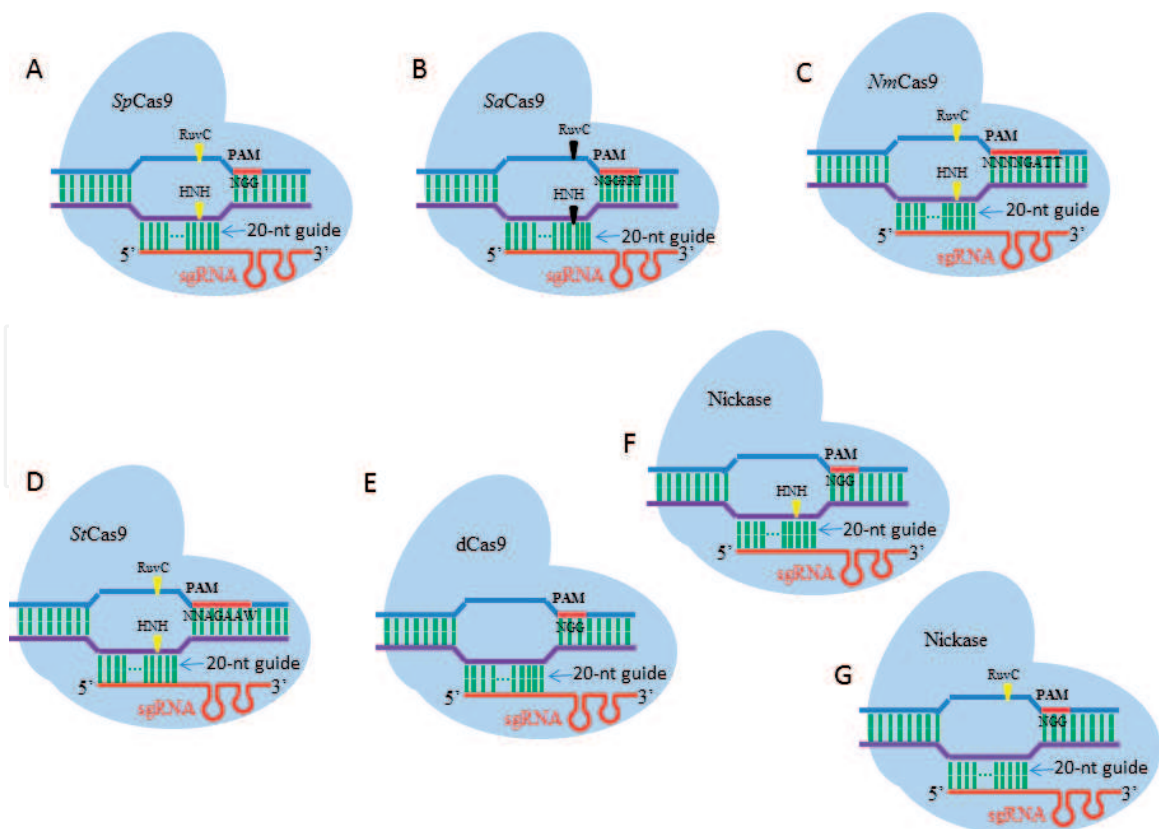 A
SpCas9
RuvC
PAM
NGG
HNH
20-nt guide
5’
3’
sgRNA
B
SaCas9
RuvC
PAM
NGGRRT
HNH
20-nt guide
5’
3’
sgRNA
C
NmCas9
RuvC
PAM
NNNNGATT
HNH
20-nt guide
5’
3’
sgRNA
D
StCas9
RuvC
PAM
NNAGAAW
HNH
20-nt guide
5’
3’
sgRNA
E
dCas9
PAM
NGG
20-nt guide
5’
3’
sgRNA
F
Nickase
PAM
NGG
HNH
20-nt guide
5’
3’
sgRNA
G
Nickase
RuvC
PAM
NGG
20-nt guide
5’
3’
sgRNA